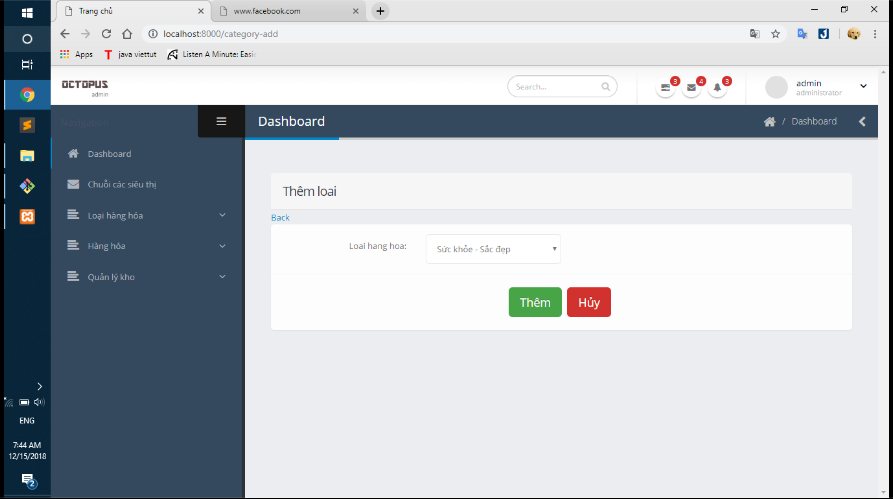 Trang chủ
www.facebook.com
localhost:8000/category-add
Apps
java viettut
Listen A Minute: Easi
OCTOPUS
admin
Search...
3
4
3
admin
administrator
Navigation
Dashboard
/ Dashboard
Dashboard
Chuỗi các siêu thị
Loại hàng hóa
Hàng hóa
Quản lý kho
Thêm loai
Back
Loai hang hoa:
Sức khỏe - Sắc đẹp
Thêm
Hủy
ENG
7:44 AM
12/15/2018
2